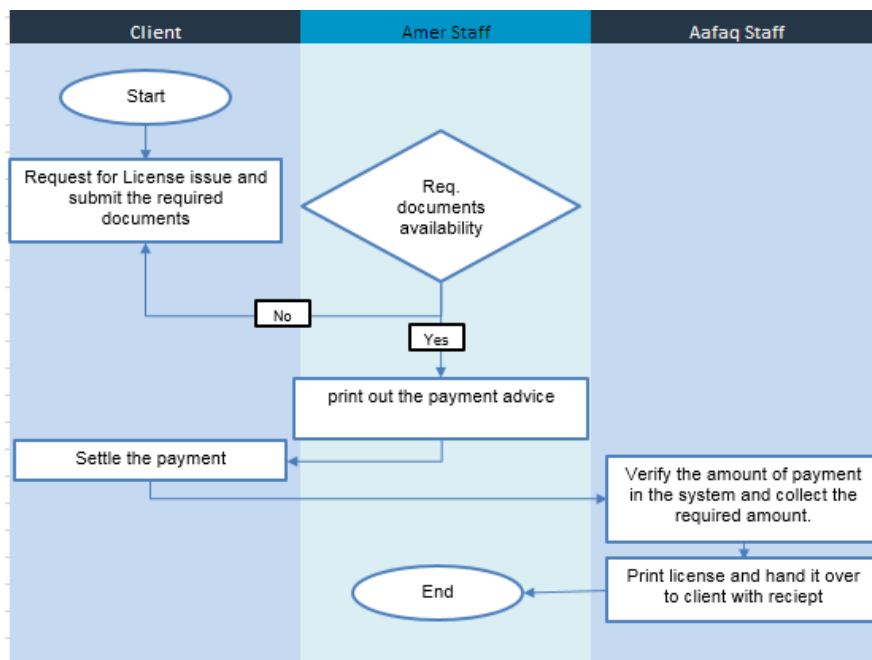 Client
Amer Staff
Aafaq Staff
Start
Request for License issue and
submit the required
documents
Req.
documents
availability
No
Yes
print out the payment advice
Settle the payment
Verify the amount of payment
in the system and collect the
required amount.
Print license and hand it over
to client with reciept
End